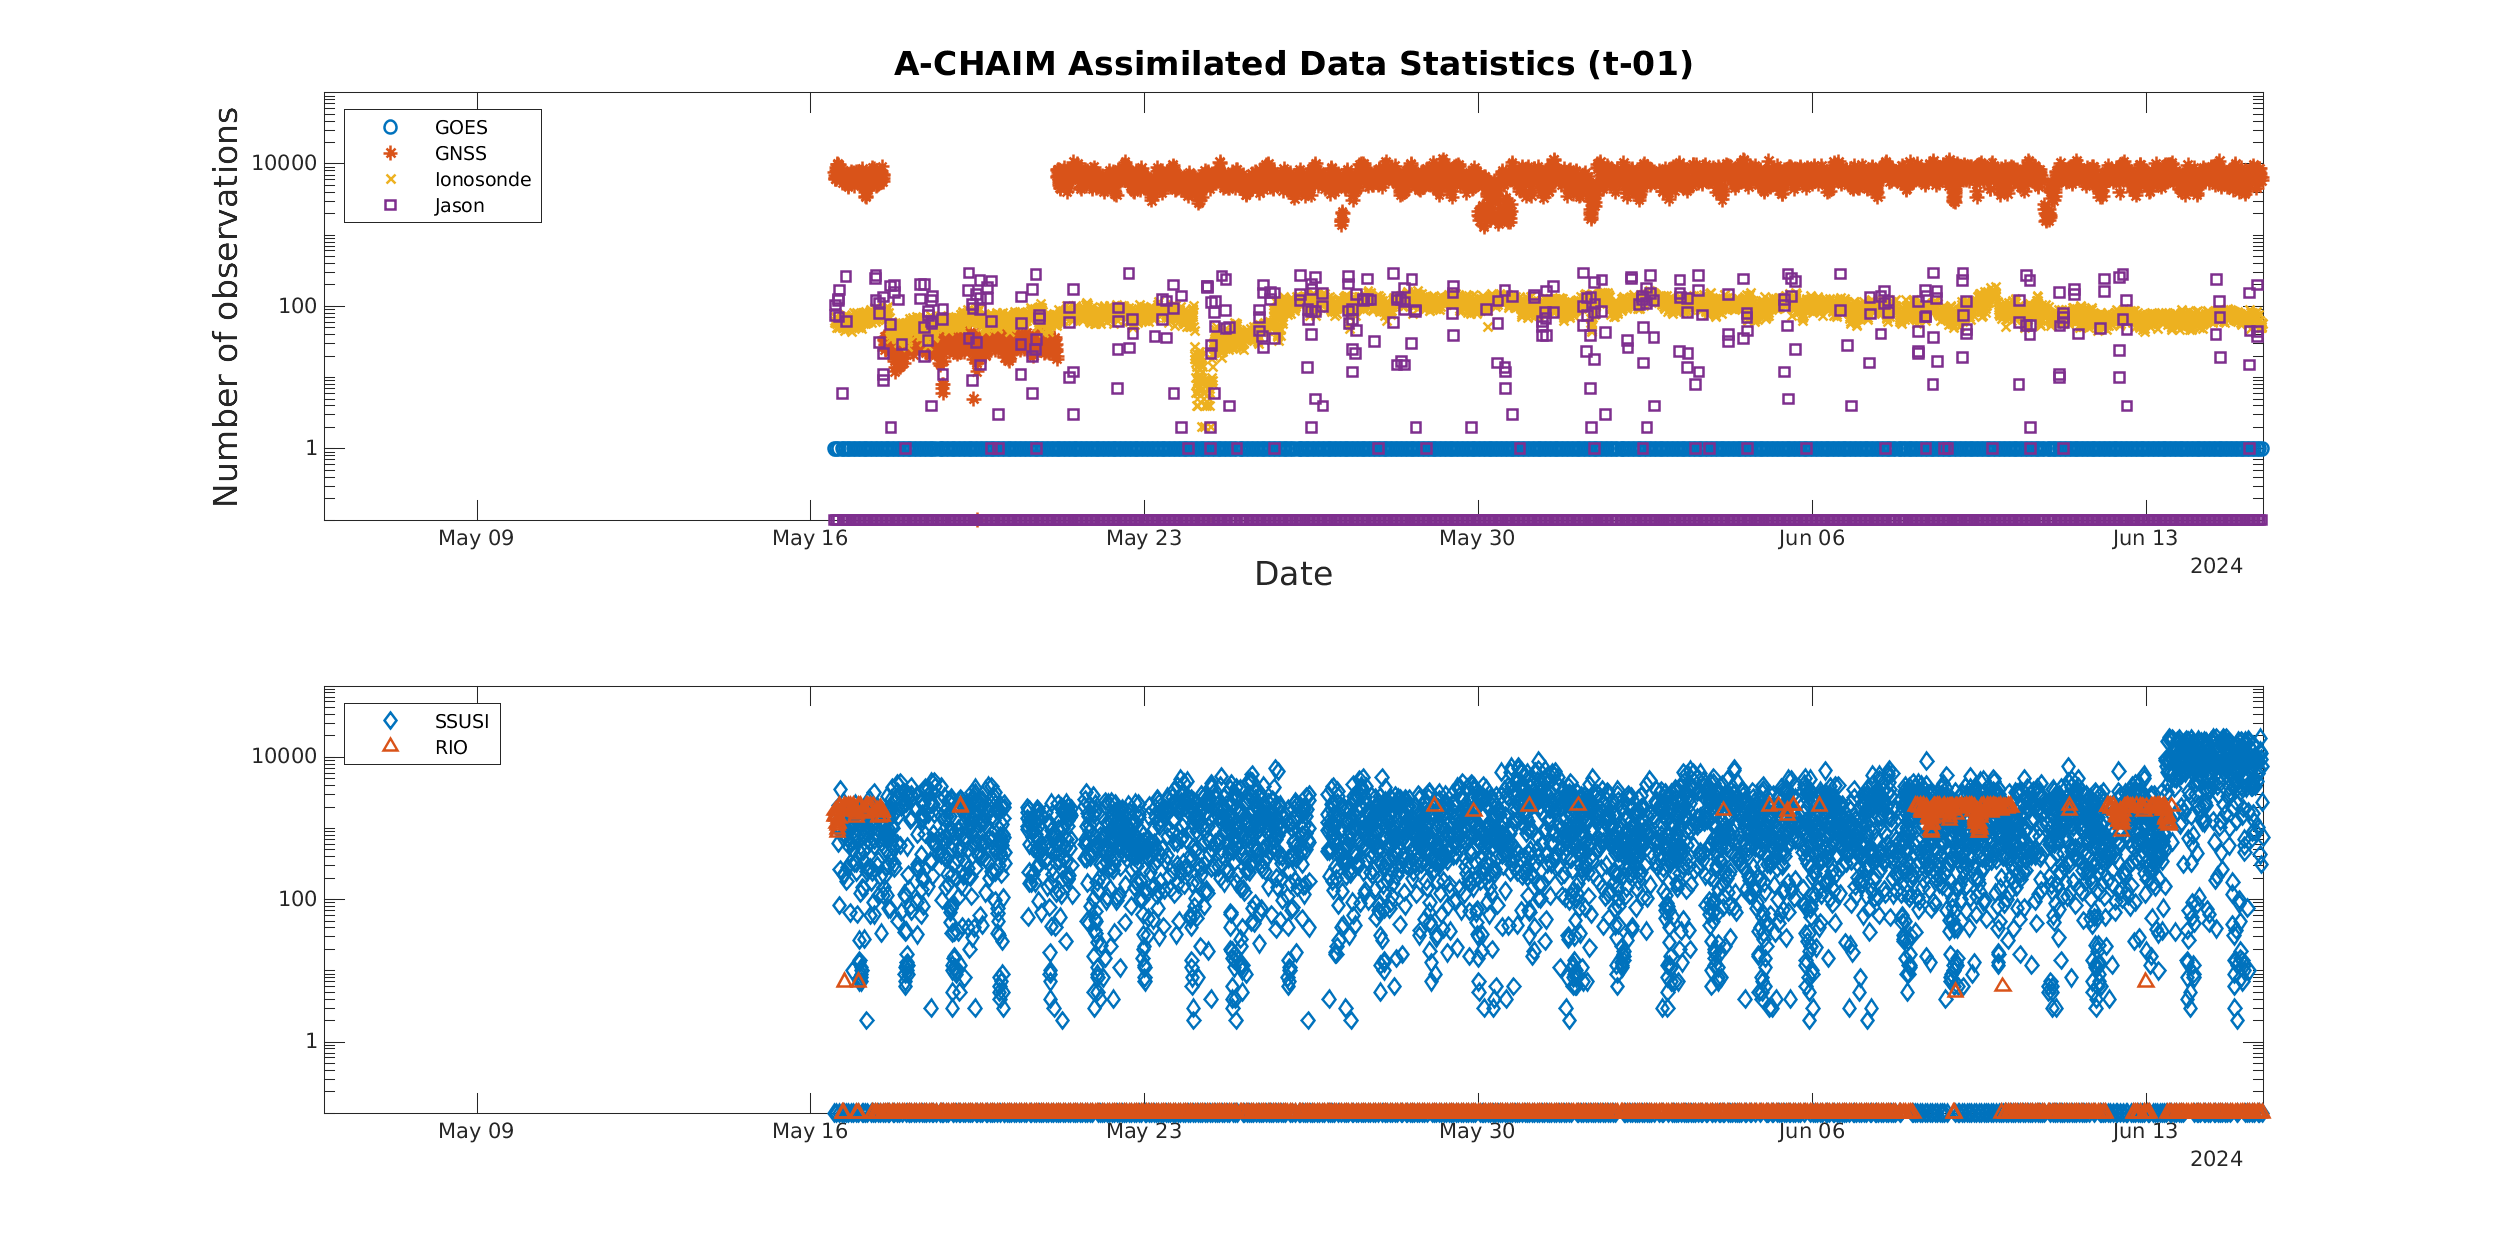 A-CHAIM Assimilated Data Statistics (t-01)
Number of observations
10000
100
1
GOES
GNSS
Ionosonde
Jason
May 09
May 16
May 23
May 30
Jun 06
Jun 13
2024
Date
10000
100
1
SSUSI
RIO
May 09
May 16
May 23
May 30
Jun 06
Jun 13
2024